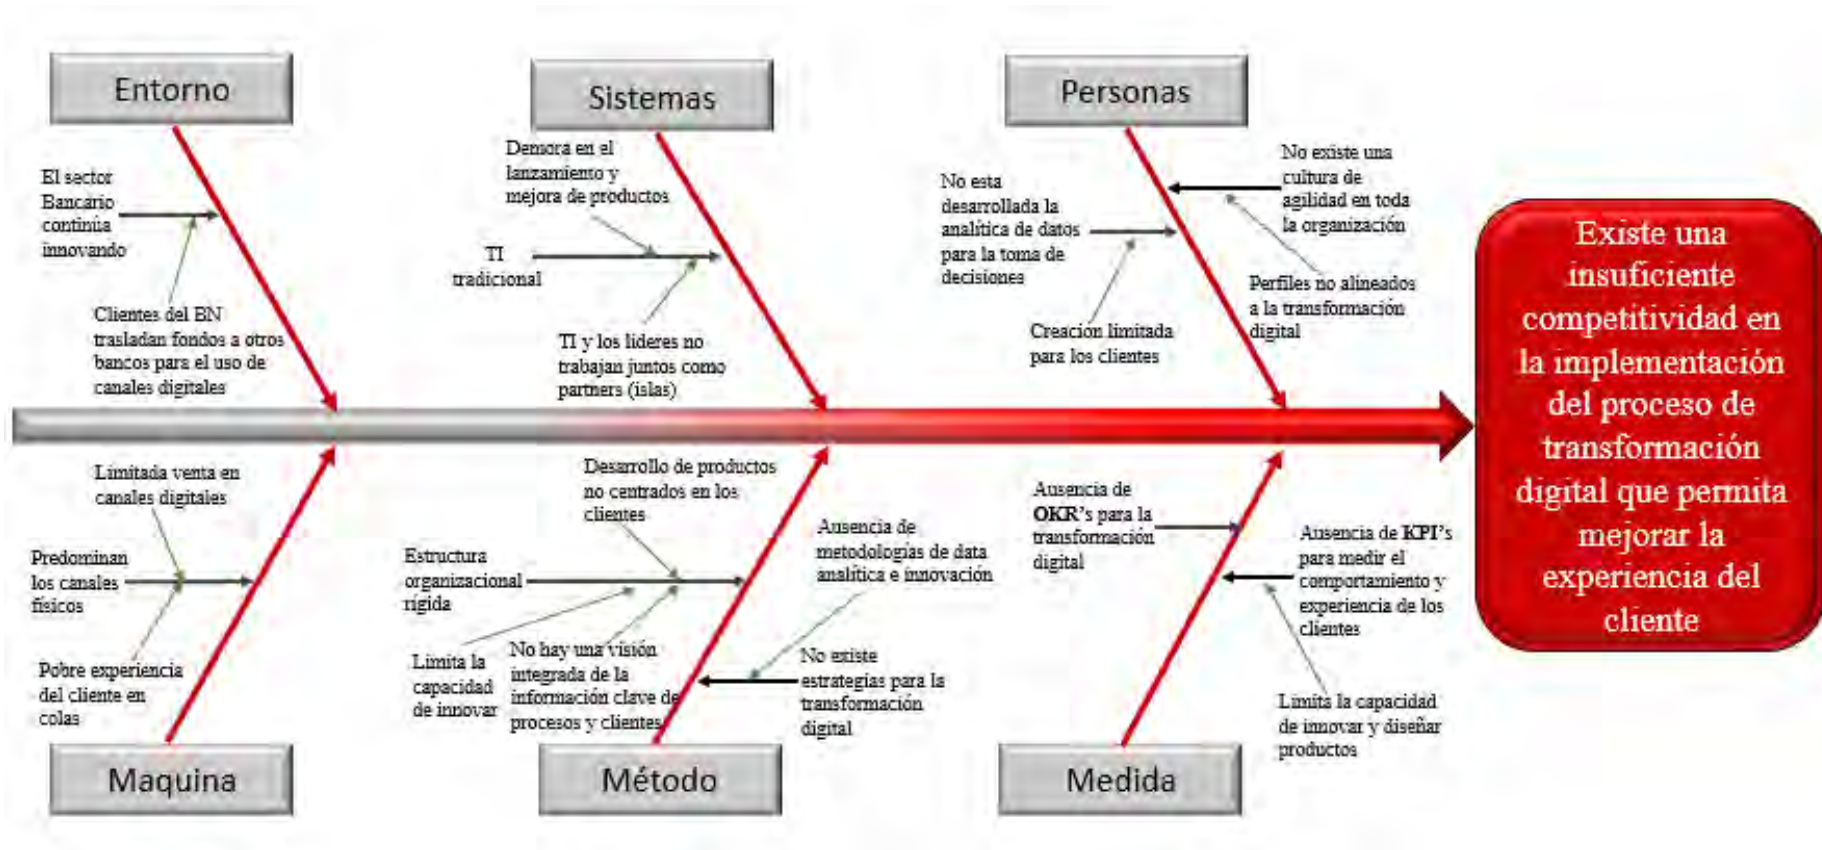 Entorno
Sistemas
Personas
El sector
Bancário
continúa
innovando
Clientes del BN
trasladan fondos a otros
bancos para el uso de
canales digitales
Demora en el
lanzamiento y
mejora de productos
TI
tradicional
TI y los lideres no
trabajan juntos como
partners (islas)
No esta
desarrollada la
analítica de datos
para la toma de
decisiones
Creación limitada
para los clientes
No existe una
cultura de
agilidad en toda
la organización
Perfiles no alineados
a la transformación
digital
Existe una
insuficiente
competitividad en
la implementación
del proceso de
transformación
digital que permita
mejorar la
experiencia del
cliente
Limitada venta en
canales digitales
Predominan
los canales
físicos
Pobre experiencia
del cliente en
colas
Desarrollo de productos
no centrados en los
clientes
Estructura
organizacional
rígida
Limita la
capacidad
de innovar
No hay una visión
integrada de la
información clave de
procesos y clientes
Ausencia de
metodologías de data
analítica e innovación
No existe
estrategias para la
transformación
digital
Ausencia de
OKR's para la
transformación
digital
Ausencia de KPI's
para medir el
comportamiento y
experiencia de los
clientes
Limita la capacidad
de innovar y diseñar
productos
Maquina
Método
Medida